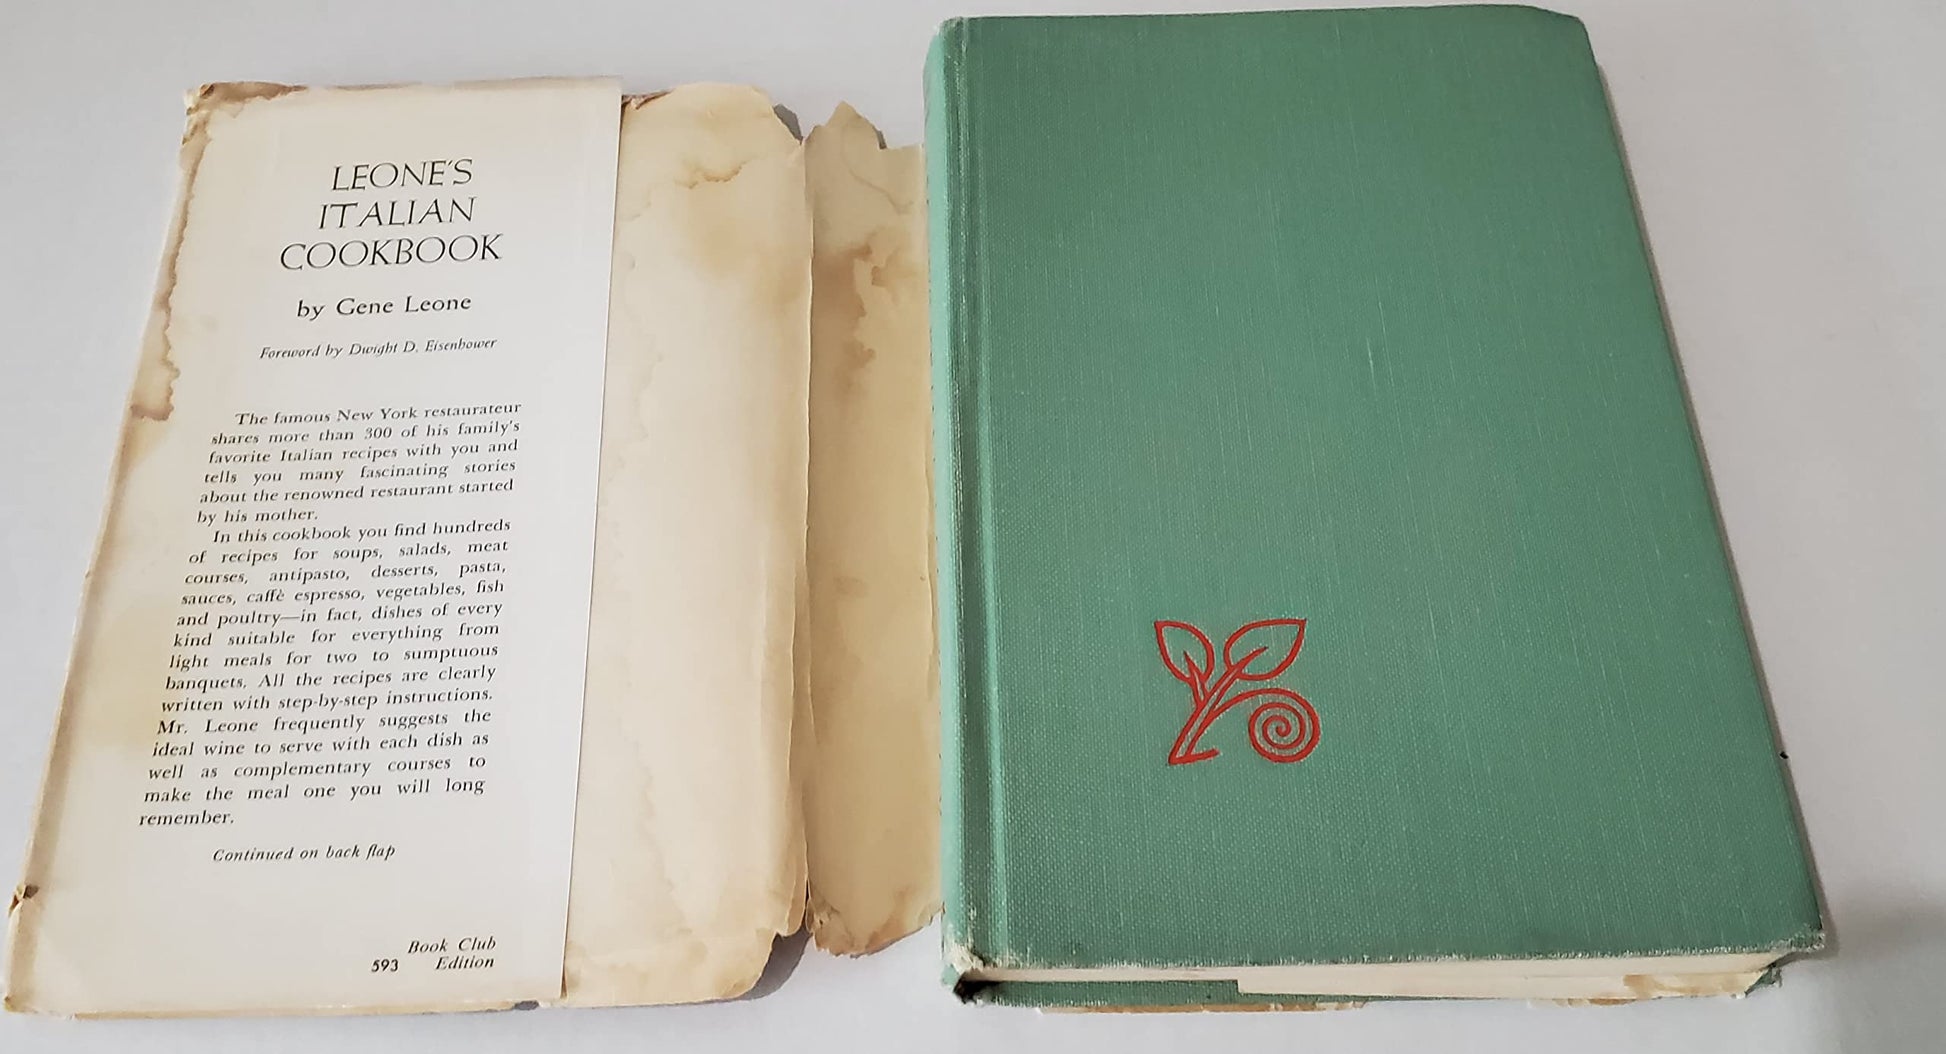 LEONE'S
ITALIAN
COOKBOOK
by Gene Leone
Foreword by Dwight D. Eisenhower
The famous New York restaurateur
shares more than 300 of his family's
favorite Italian recipes with you and
tells you many fascinating stories
about the renowned restaurant started
by his mother.
In this cookbook you find hundreds
of recipes for soups, salads, meat
courses, antipasto, desserts, pasta,
sauces, caffè espresso, vegetables, fish
and poultry—in fact, dishes of every
kind suitable for everything from
light meals for two to sumptuous
banquets. All the recipes are clearly
written with step-by-step instructions.
Mr. Leone frequently suggests the
ideal wine to serve with each dish as
well as complementary courses to
make the meal one you will long
remember.
Continued on back flap
Book Club
593 Edition